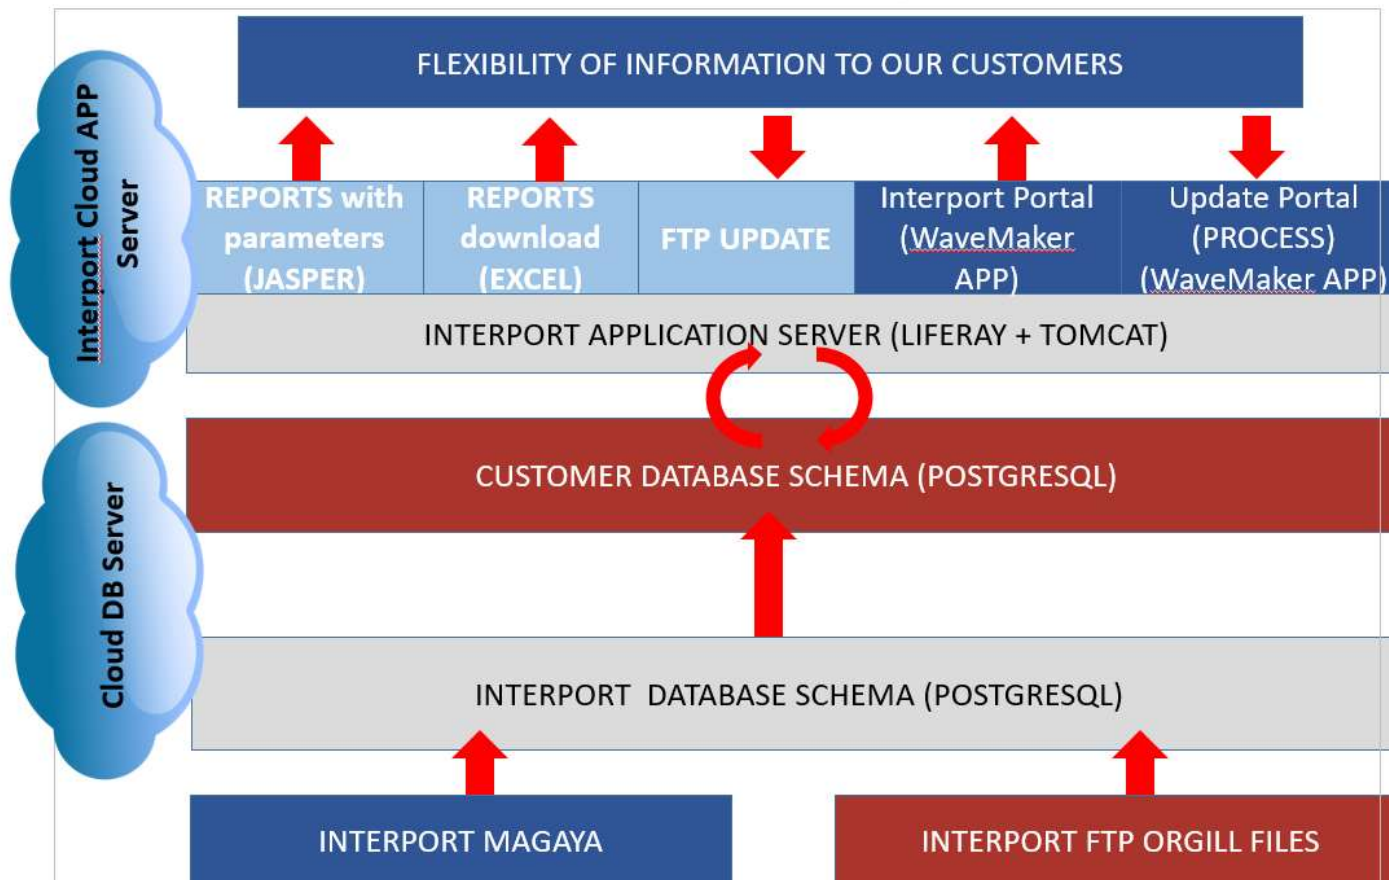 FLEXIBILITY OF INFORMATION TO OUR CUSTOMERS
Interport Cloud APP
Server
REPORTS with
parameters
(JASPER)
REPORTS
download
(EXCEL)
FTP UPDATE
Interport Portal
(WaveMaker
APP)
Update Portal
(PROCESS)
(WaveMaker APP)
INTERPORT APPLICATION SERVER (LIFERAY + TOMCAT)
Cloud DB Server
CUSTOMER DATABASE SCHEMA (POSTGRESQL)
INTERPORT  DATABASE SCHEMA (POSTGRESQL)
INTERPORT MAGAYA
INTERPORT FTP ORGILL FILES